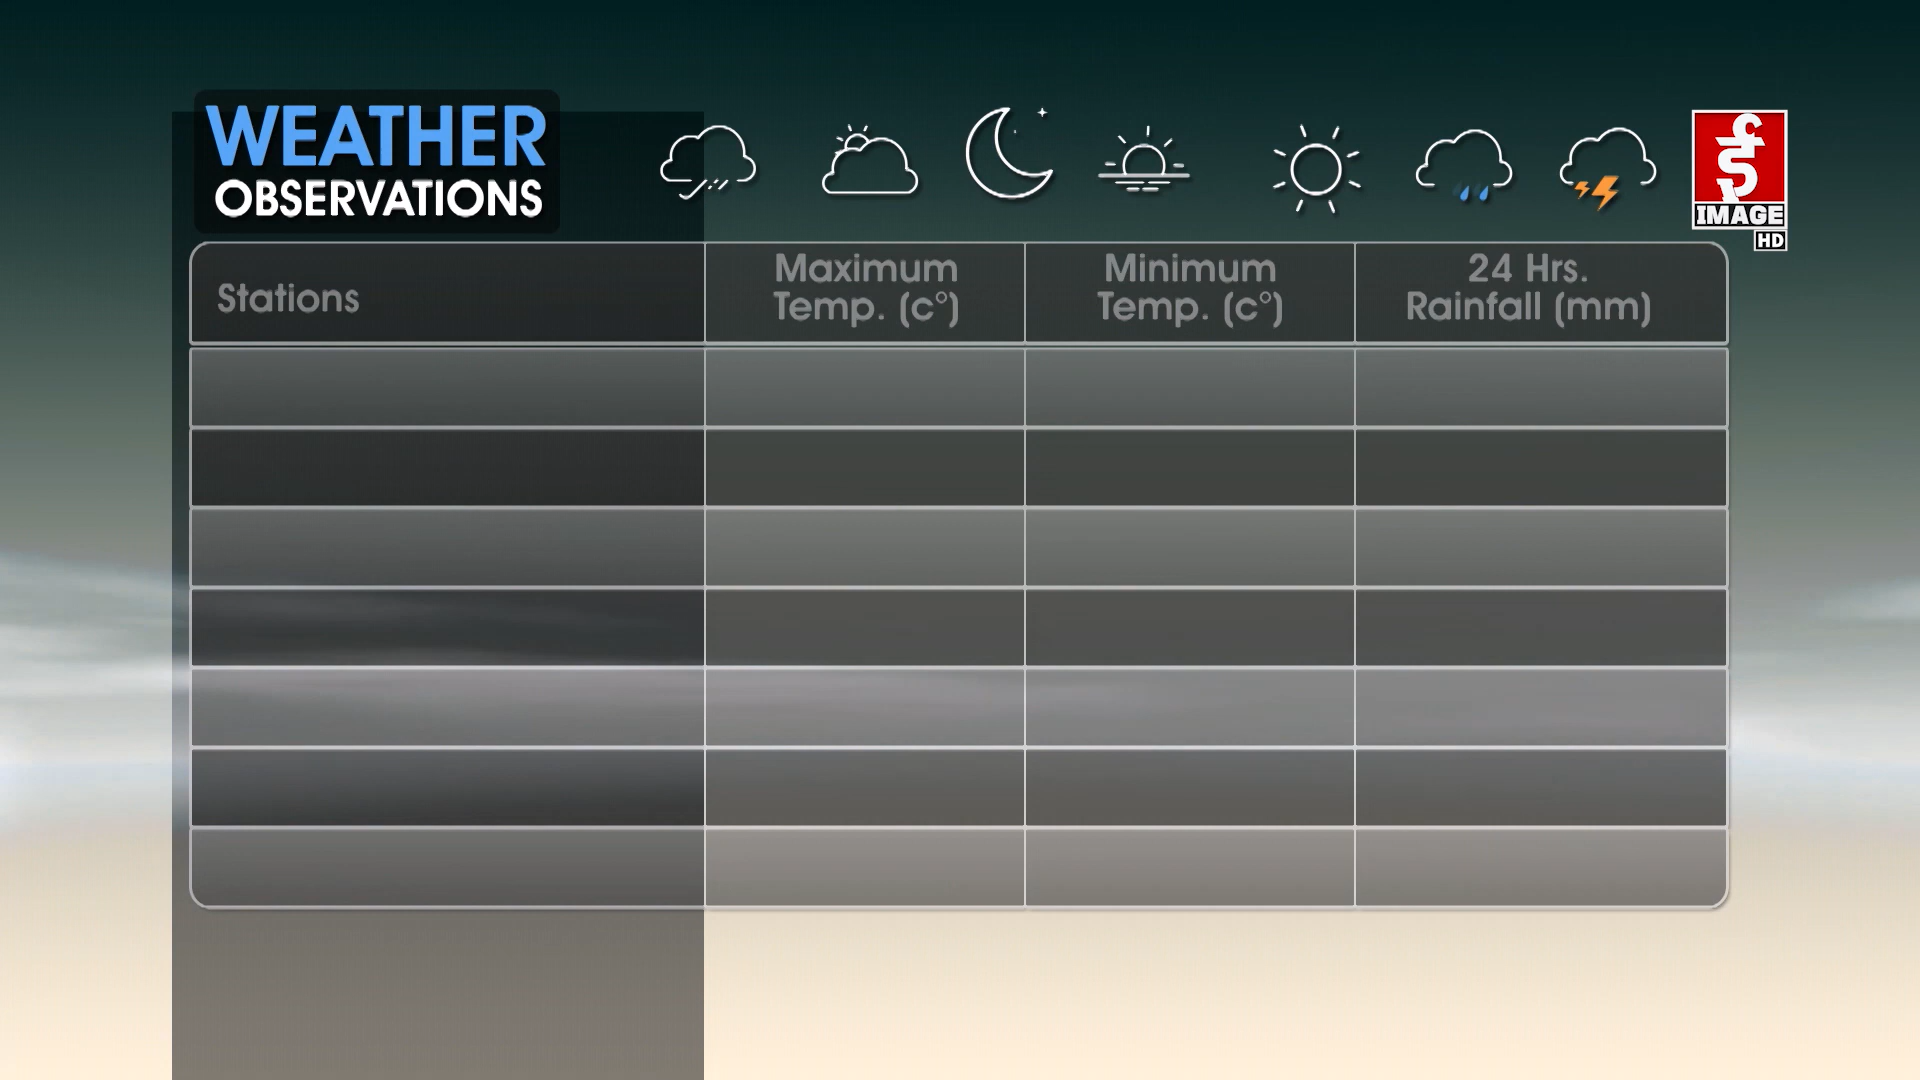 WEATHER
OBSERVATIONS
IMAGE
HD
Stations
Maximum
Temp. (c°)
Minimum
Temp. (c°)
24 Hrs.
Rainfall (mm)